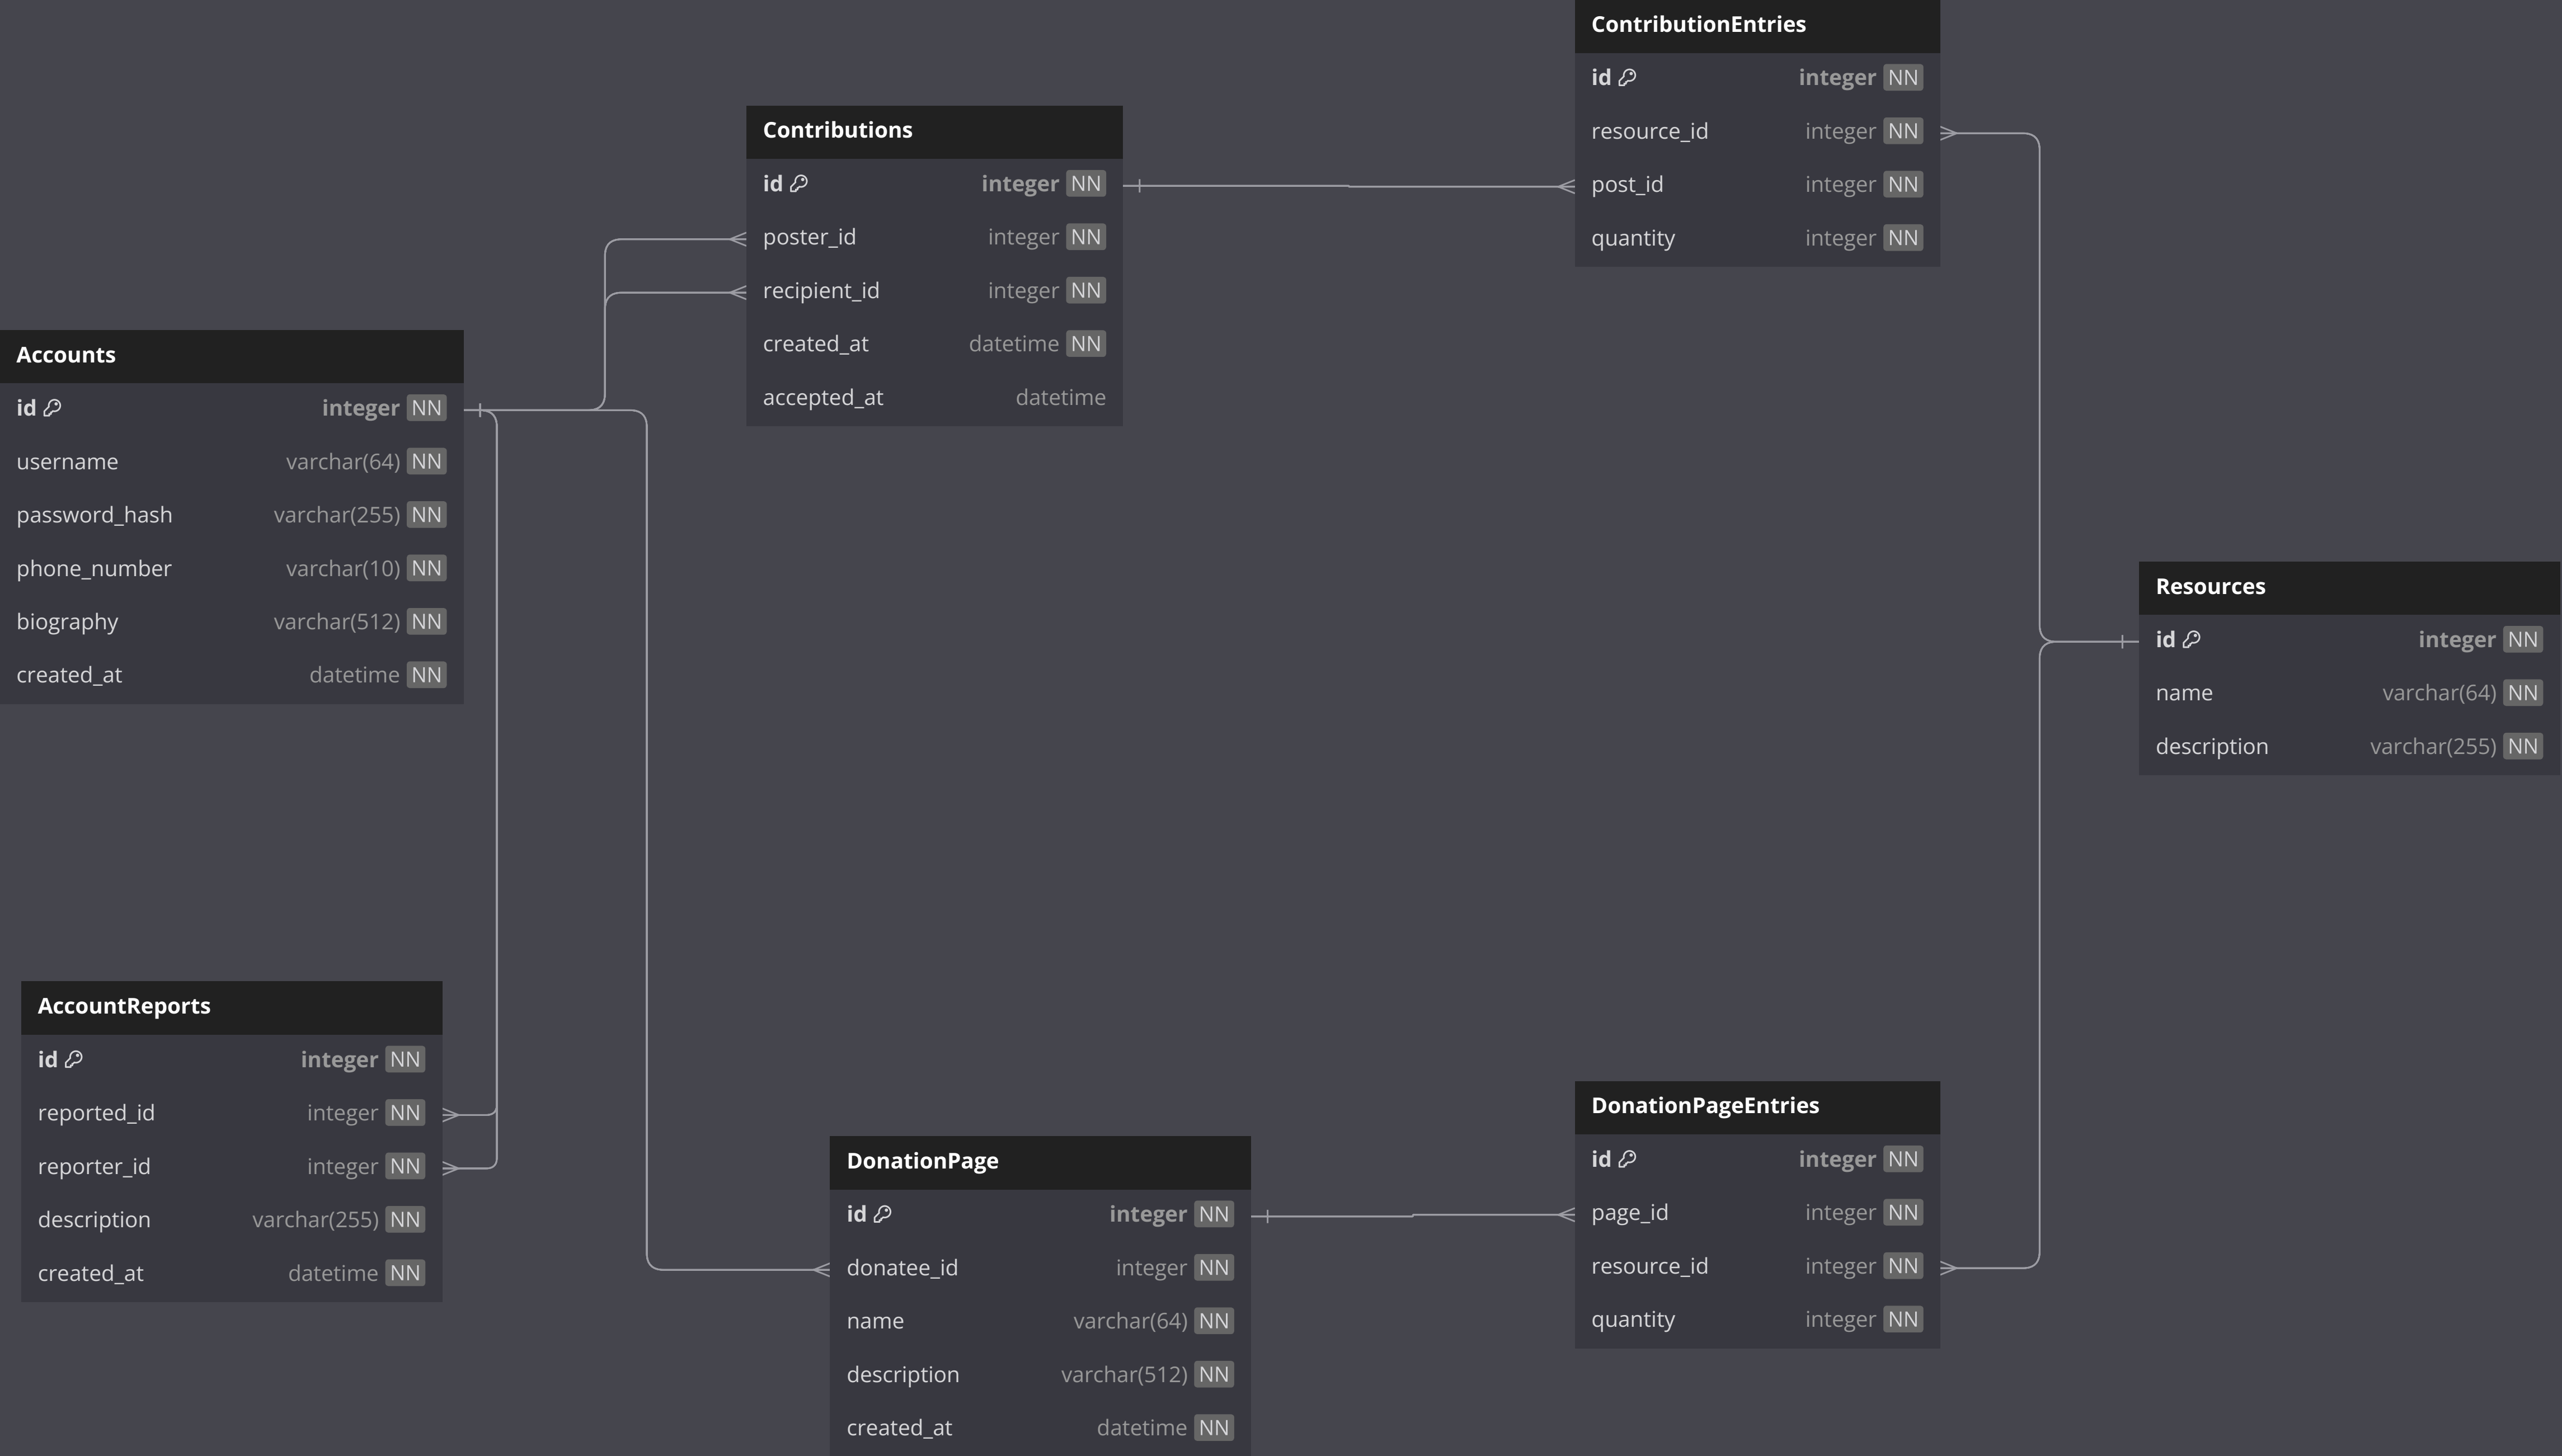 ContributionEntries
id integer NN
resource_id integer NN
post_id integer NN
quantity integer NN
Contributions
id integer NN
poster_id integer NN
recipient_id integer NN
created_at datetime NN
accepted_at datetime
Accounts
id integer NN
username varchar(64) NN
password_hash varchar(255) NN
phone_number varchar(10) NN
biography varchar(512) NN
created_at datetime NN
Resources
id integer NN
name varchar(64) NN
description varchar(255) NN
AccountReports
id integer NN
reported_id integer NN
reporter_id integer NN
description varchar(255) NN
created_at datetime NN
DonationPage
id integer NN
donatee_id integer NN
name varchar(64) NN
description varchar(512) NN
created_at datetime NN
DonationPageEntries
id integer NN
page_id integer NN
resource_id integer NN
quantity integer NN